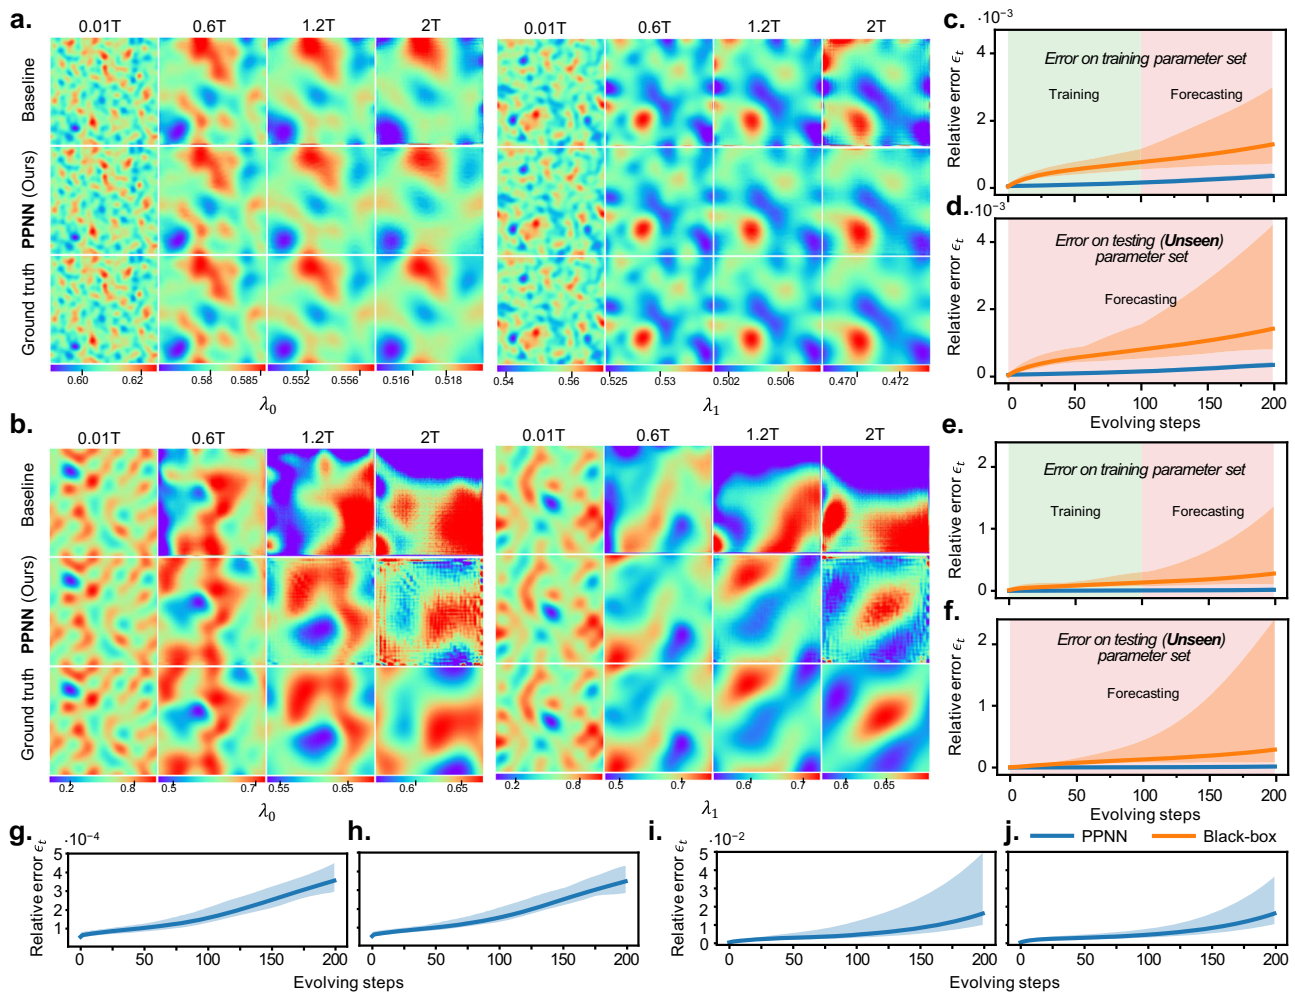 a.
0.01T 0.6T 1.2T 2T
0.01T 0.6T 1.2T 2T
Baseline
PPNN (Ours)
Ground truth
0.60 0.62 0.58 0.585 0.552 0.556 0.516 0.518
λ0
0.54 0.56 0.525 0.53 0.502 0.506 0.470 0.472
λ1
c.
·10⁻³
Relative error ϵt
4
2
0
Error on training parameter set
Training Forecasting
d.
·10⁻³
Relative error ϵt
4
2
0
Error on testing (Unseen)
parameter set
Forecasting
0 50 100 150 200
Evolving steps
b.
0.01T 0.6T 1.2T 2T
0.01T 0.6T 1.2T 2T
Baseline
PPNN (Ours)
Ground truth
0.2 0.8 0.5 0.7 0.55 0.65 0.6 0.65
λ0
0.2 0.8 0.5 0.7 0.6 0.7 0.6 0.65
λ1
e.
Relative error ϵt
2
1
0
Error on training parameter set
Training Forecasting
f.
Relative error ϵt
2
1
0
Error on testing (Unseen)
parameter set
Forecasting
0 50 100 150 200
Evolving steps
PPNN Black-box
g.
·10⁻⁴
Relative error ϵt
5
4
3
2
1
0 50 100 150 200
h.
0 50 100 150 200
Evolving steps
i.
·10⁻²
Relative error ϵt
5
4
3
2
1
0
0 50 100 150 200
j.
0 50 100 150 200
Evolving steps